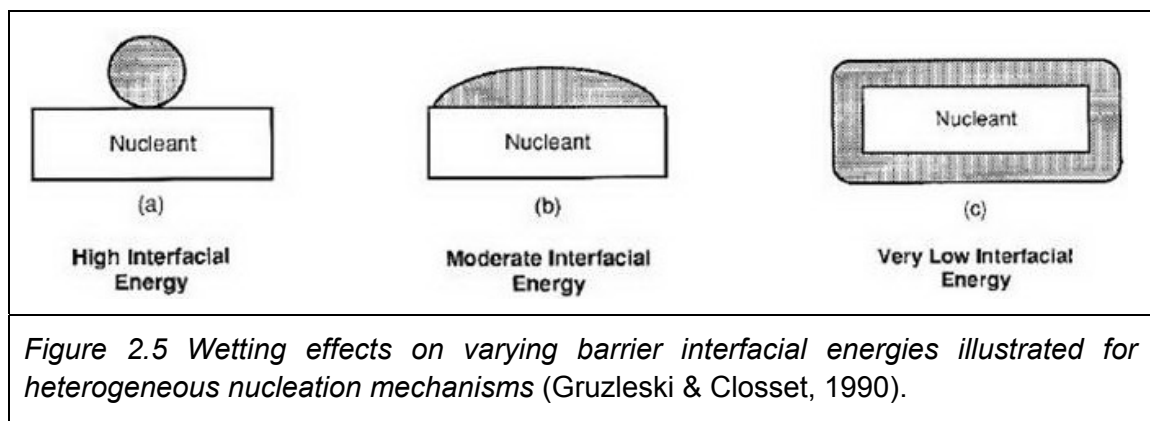 Nucleant
Nucleant
Nucleant
(a)
(b)
(c)
High Interfacial
Energy
Moderate Interfacial
Energy
Very Low Interfacial
Energy
Figure 2.5 Wetting effects on varying barrier interfacial energies illustrated for
heterogeneous nucleation mechanisms (Gruzleski & Closset, 1990).